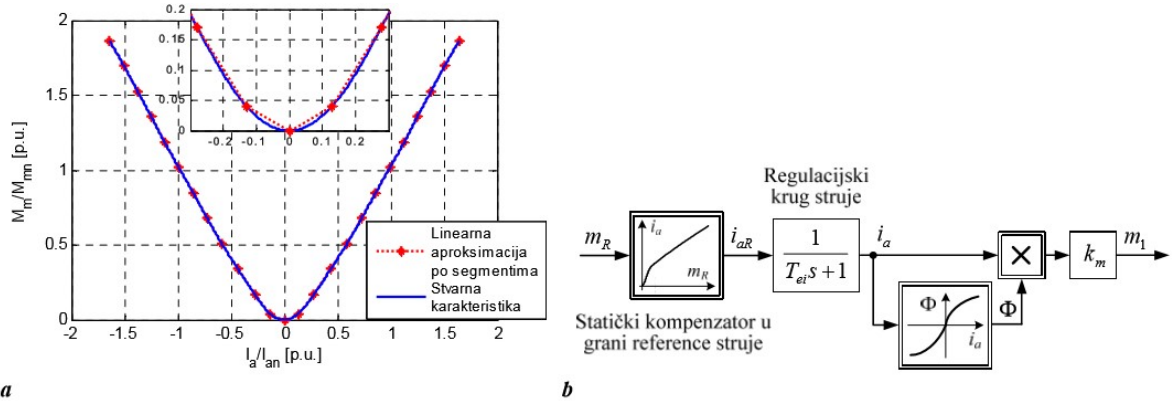 2
1.5
1
0.5
0
M_m/M_mn [p.u.]
-2
-1.5
-1
-0.5
0
0.5
1
1.5
2
I_a/I_an [p.u.]
0.2
0.15
0.1
0.05
0
-0.2
-0.1
0
0.1
0.2
Linearna
aproksimacija
po segmentima
Stvarna
karakteristika
a
Regulacijski
krug struje
m_R
i_a
m_R
i_aR
1
T_ei s + 1
i_a
×
k_m
m_1
Φ
i_a
Φ
Statički kompenzator u
grani reference struje
b